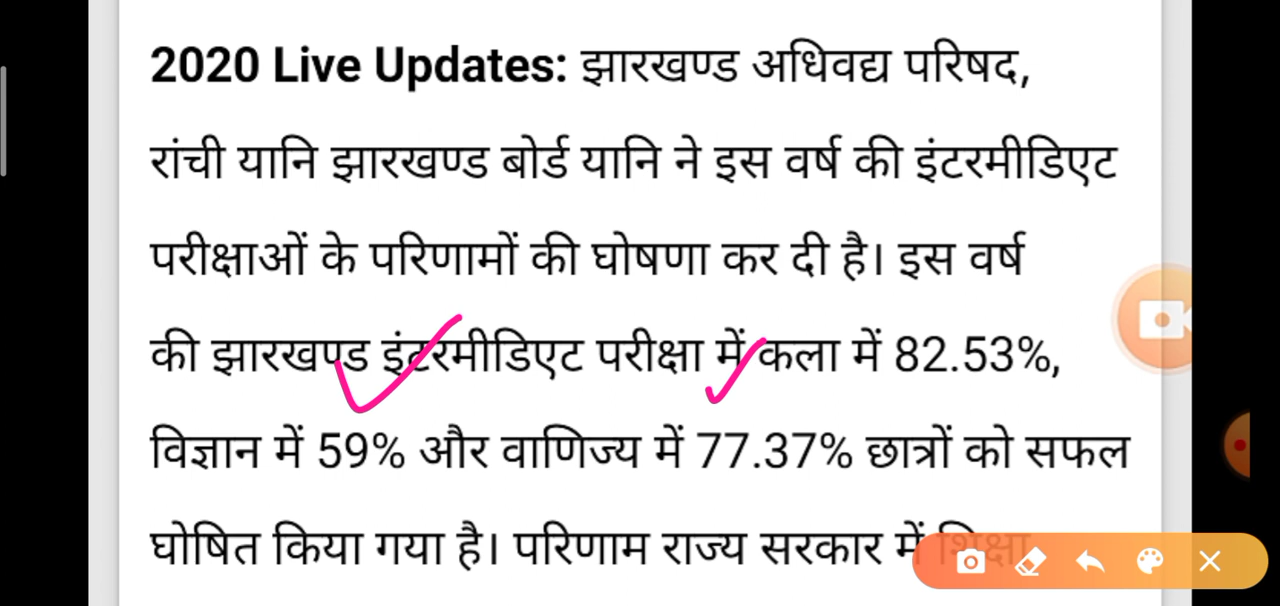 2020 Live Updates: झारखण्ड अधिवद्य परिषद,
रांची यानि झारखण्ड बोर्ड यानि ने इस वर्ष की इंटरमीडिएट
परीक्षाओं के परिणामों की घोषणा कर दी है। इस वर्ष
की झारखण्ड इंटरमीडिएट परीक्षा में कला में 82.53%,
विज्ञान में 59% और वाणिज्य में 77.37% छात्रों को सफल
घोषित किया गया है। परिणाम राज्य सरकार में शिक्षा